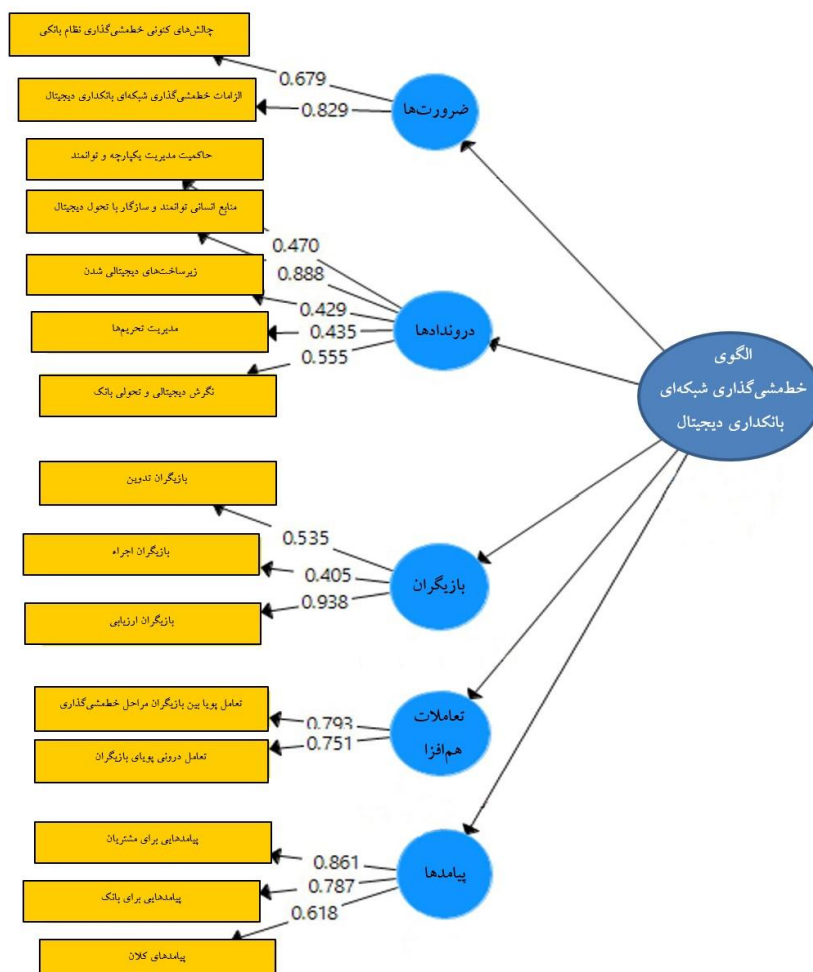 چالش‌های کنونی خط‌مشی‌گذاری نظام بانکی
0.679
ضرورت‌ها
الزامات خط‌مشی‌گذاری شبکه‌ای بانکداری دیجیتال
0.829
حاکمیت مدیریت یکپارچه و توانمند
منابع انسانی توانمند و سازگار با تحول دیجیتال
0.470
0.888
زیرساخت‌های دیجیتالی شدن
0.429
دروندادها
مدیریت تحریم‌ها
0.435
0.555
نگرش دیجیتالی و تحولی بانک
الگوی
خط‌مشی‌گذاری شبکه‌ای
بانکداری دیجیتال
بازیگران تدوین
0.535
بازیگران اجراء
0.405
بازیگران
0.938
بازیگران ارزیابی
تعامل پویا بین بازیگران مراحل خط‌مشی‌گذاری
0.793
تعاملات
هم‌افزا
0.751
تعامل درونی پویای بازیگران
پیامدهایی برای مشتریان
0.861
پیامدها
0.787
پیامدهایی برای بانک
0.618
پیامدهای کلان